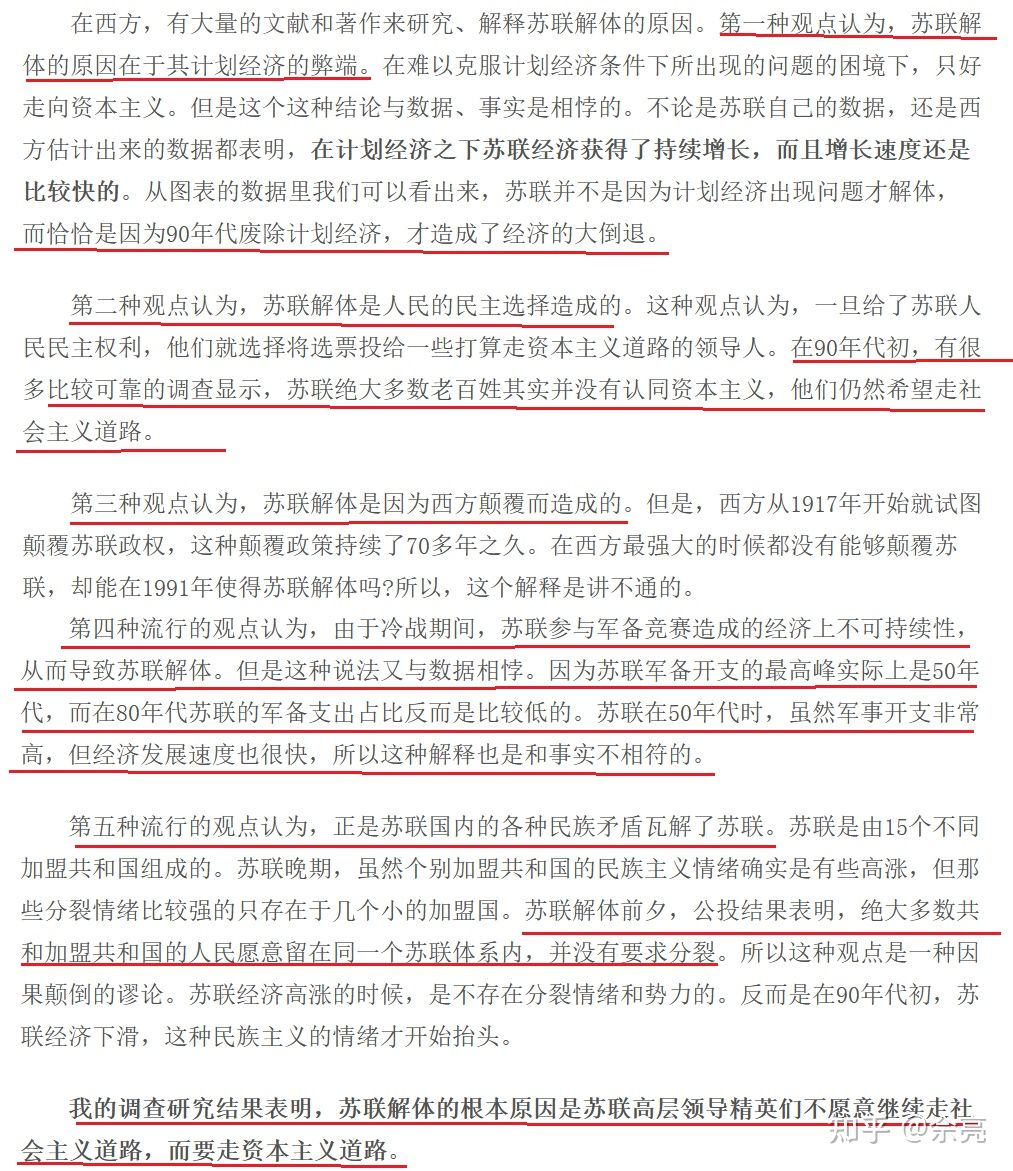 在西方，有大量的文献和著作来研究、解释苏联解体的原因。第一种观点认为，苏联解
体的原因在于其计划经济的弊端。在难以克服计划经济条件下所出现的问题的困境下，只好
走向资本主义。但是这个这种结论与数据、事实是相悖的。不论是苏联自己的数据，还是西
方估计出来的数据都表明，在计划经济之下苏联经济获得了持续增长，而且增长速度还是
比较快的。从图表的数据里我们可以看出来，苏联并不是因为计划经济出现问题才解体，
而恰恰是因为90年代废除计划经济，才造成了经济的大倒退。
第二种观点认为，苏联解体是人民的民主选择造成的。这种观点认为，一旦给了苏联人
民民主权利，他们就选择将选票投给一些打算走资本主义道路的领导人。在90年代初，有很
多比较可靠的调查显示，苏联绝大多数老百姓其实并没有认同资本主义，他们仍然希望走社
会主义道路。
第三种观点认为，苏联解体是因为西方颠覆而造成的。但是，西方从1917年开始就试图
颠覆苏联政权，这种颠覆政策持续了70多年之久。在西方最强大的时候都没有能够颠覆苏
联，却能在1991年使得苏联解体吗?所以，这个解释是讲不通的。
第四种流行的观点认为，由于冷战期间，苏联参与军备竞赛造成的经济上不可持续性，
从而导致苏联解体。但是这种说法又与数据相悖。因为苏联军备开支的最高峰实际上是50年
代，而在80年代苏联的军备支出占比反而是比较低的。苏联在50年代时，虽然军事开支非常
高，但经济发展速度也很快，所以这种解释也是和事实不相符的。
第五种流行的观点认为，正是苏联国内的各种民族矛盾瓦解了苏联。苏联是由15个不同
加盟共和国组成的。苏联晚期，虽然个别加盟共和国的民族主义情绪确实是有些高涨，但那
些分裂情绪比较强的只存在于几个小的加盟国。苏联解体前夕，公投结果表明，绝大多数共
和加盟共和国的人民愿意留在同一个苏联体系内，并没有要求分裂。所以这种观点是一种因
果颠倒的谬论。苏联经济高涨的时候，是不存在分裂情绪和势力的。反而是在90年代初，苏
联经济下滑，这种民族主义的情绪才开始抬头。
我的调查研究结果表明，苏联解体的根本原因是苏联高层领导精英们不愿意继续走社
会主义道路，而要走资本主义道路。
知乎 @余亮